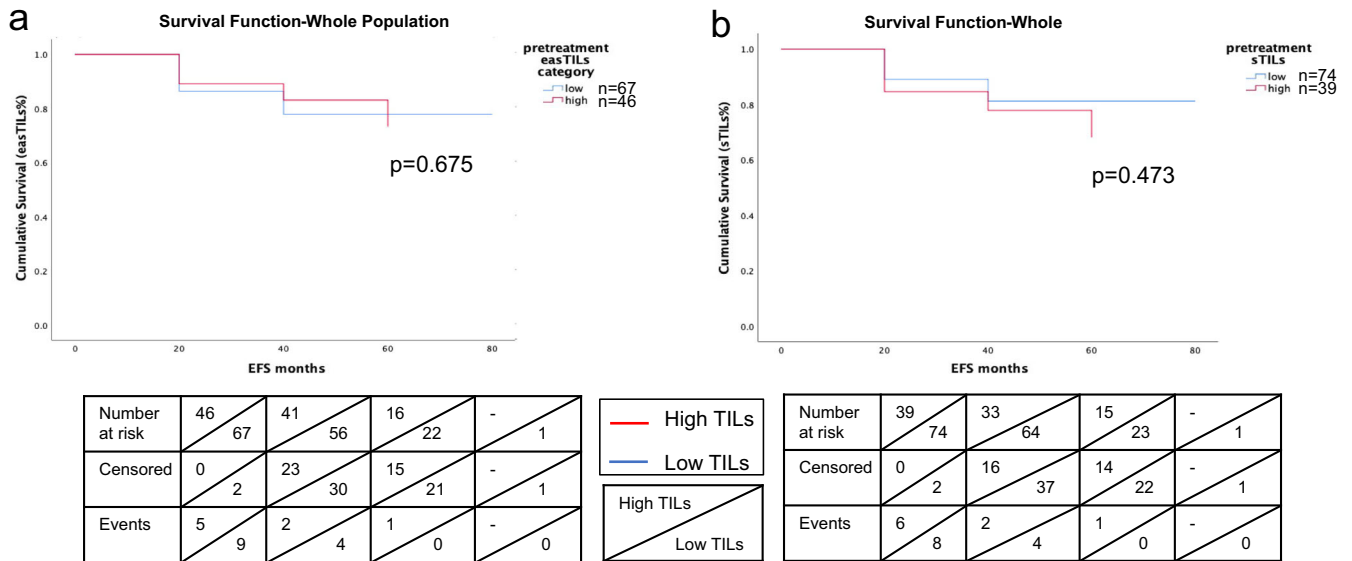 a
Survival Function-Whole Population
pretreatment
easTILs
category
low n=67
high n=46
Cumulative Survival (easTILs%)
1.0
0.8
0.6
0.4
0.2
0.0
p=0.675
0 20 40 60 80
EFS months
b
Survival Function-Whole
pretreatment
sTILs
low n=74
high n=39
Cumulative Survival (sTILs%)
1.0
0.8
0.6
0.4
0.2
0.0
p=0.473
0 20 40 60 80
EFS months
Number at risk 46 67 41 56 16 22 - 1
Censored 0 2 23 30 15 21 - 1
Events 5 9 2 4 1 0 - 0
High TILs
Low TILs
High TILs
Low TILs
Number at risk 39 74 33 64 15 23 - 1
Censored 0 2 16 37 14 22 - 1
Events 6 8 2 4 1 0 - 0